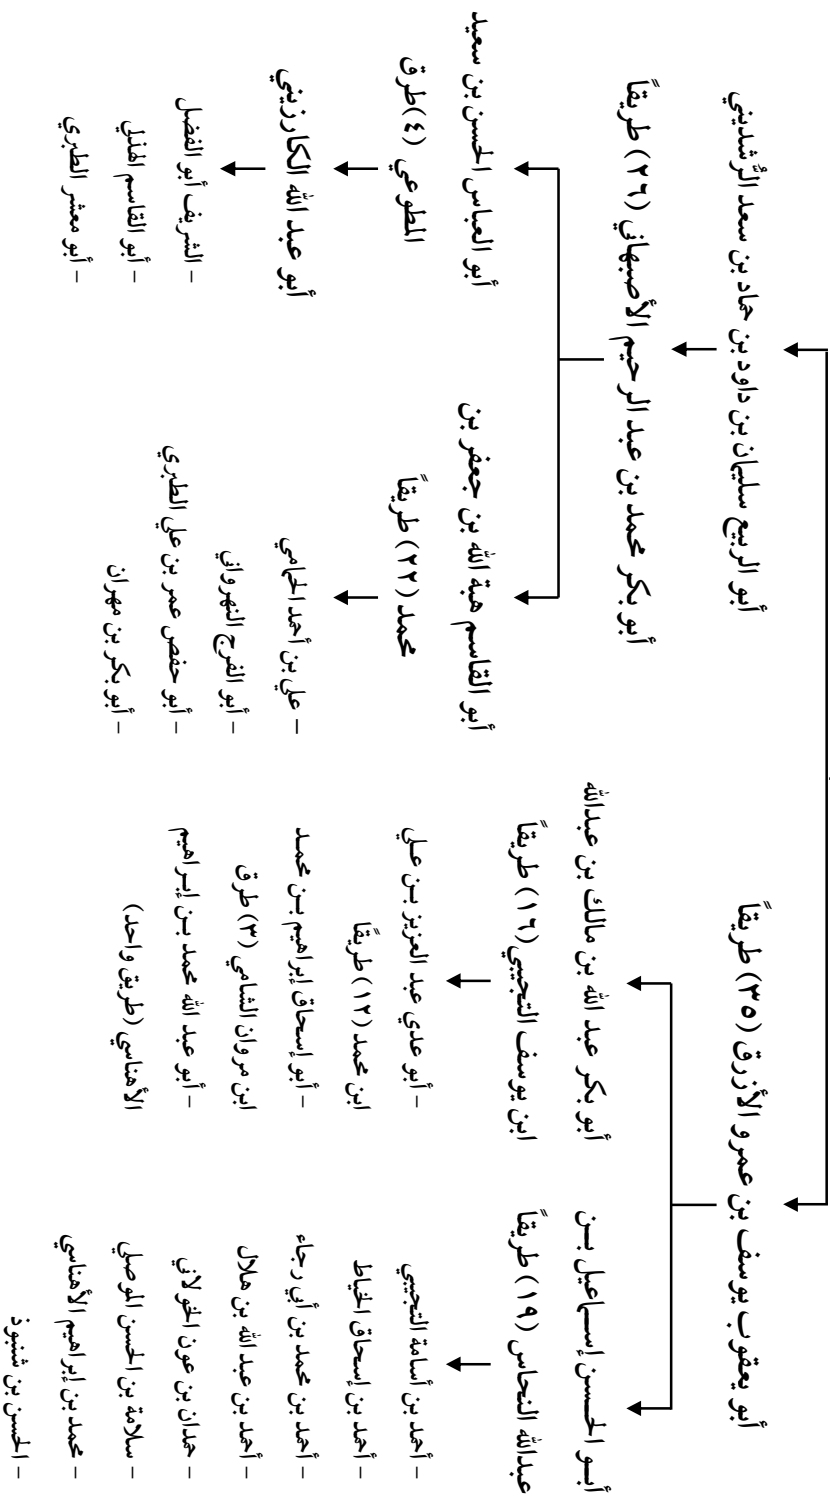 أبو يعقوب يوسف بن عمرو الأزرق (٣٥) طريقاً
أبو الربيع سليمان بن داود بن حماد بن سعد الرُّشديني
أبو بكر محمد بن عبد الرحيم الأصبهاني (٢٦) طريقاً
أبو الحسن إسماعيل بن
عبدالله النحاس (١٩) طريقاً
– أحمد بن أسامة التجيبي
– أحمد بن إسحاق الخياط
– أحمد بن محمد بن أبي رجاء
– أحمد بن عبد الله بن هلال
– حمدان بن عون الخولاني
– سلامة بن الحسن الموصلي
– محمد بن إبراهيم الأهناسي
– الحسن بن شنبوذ
أبو بكر عبد الله بن مالك بن عبدالله
ابن يوسف التجيبي (١٦) طريقاً
– أبو عدي عبد العزيز بن علي
ابن محمد (١٢) طريقًا
– أبو إسحاق إبراهيم بن محمد
ابن مروان الشامي (٣) طرق
– أبو عبد الله محمد بن إبراهيم
الأهناسي (طريق واحد)
أبو القاسم هبة الله بن جعفر بن
محمد (٢٢) طريقاً
– علي بن أحمد الحمامي
– أبو الفرج النهرواني
– أبو حفص عمر بن علي الطبري
– أبو بكر بن مهران
أبو العباس الحسن بن سعيد
المطوعي (٤) طرق
أبو عبد الله الكارزيني
– الشريف أبو الفضل
– أبو القاسم الهذلي
– أبو معشر الطبري